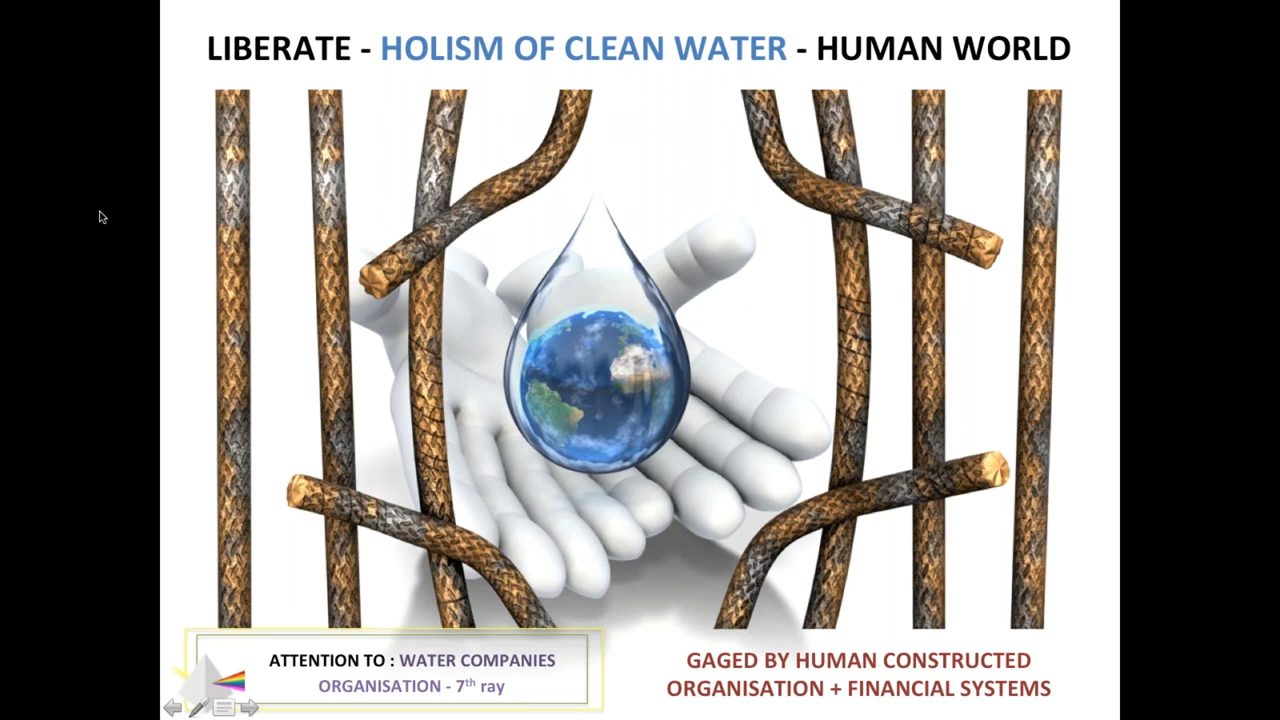 LIBERATE - HOLISM OF CLEAN WATER - HUMAN WORLD
ATTENTION TO : WATER COMPANIES
ORGANISATION - 7th ray
GAGED BY HUMAN CONSTRUCTED
ORGANISATION + FINANCIAL SYSTEMS